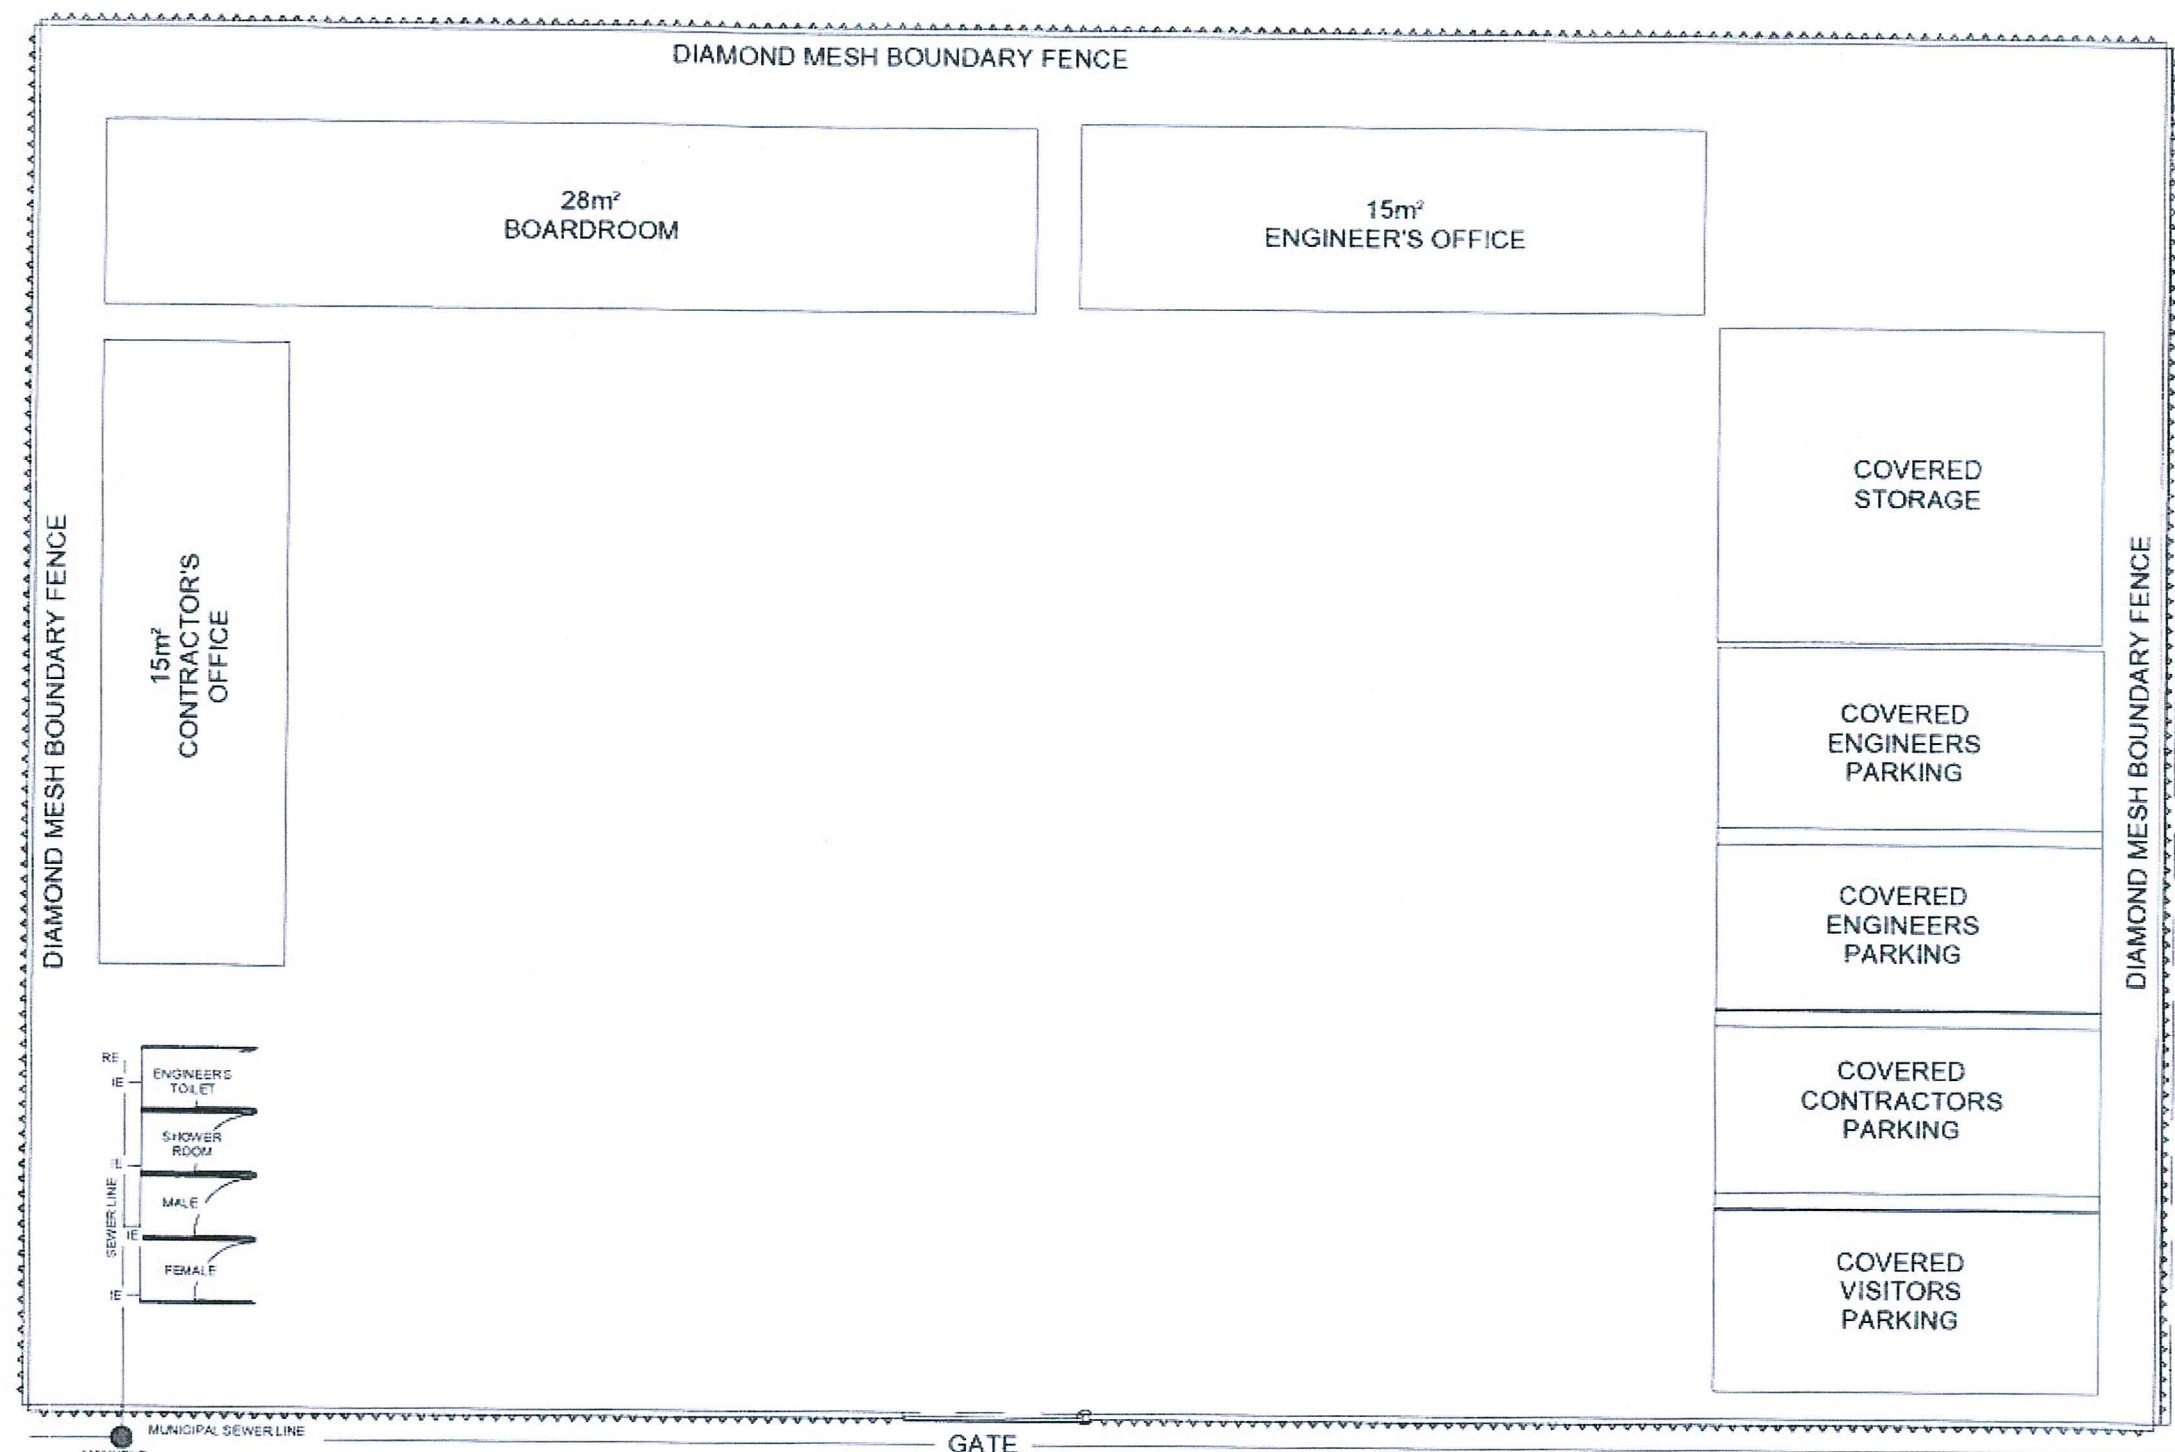 DIAMOND MESH BOUNDARY FENCE
28m²
BOARDROOM
15m²
ENGINEER'S OFFICE
DIAMOND MESH BOUNDARY FENCE
15m²
CONTRACTOR'S
OFFICE
COVERED
STORAGE
COVERED
ENGINEERS
PARKING
COVERED
ENGINEERS
PARKING
COVERED
CONTRACTORS
PARKING
COVERED
VISITORS
PARKING
DIAMOND MESH BOUNDARY FENCE
RE
IE
ENGINEERS
TOILET
SHOWER
ROOM
IE
MALE
SEWER LINE
IE
FEMALE
IE
MUNICIPAL SEWER LINE
GATE